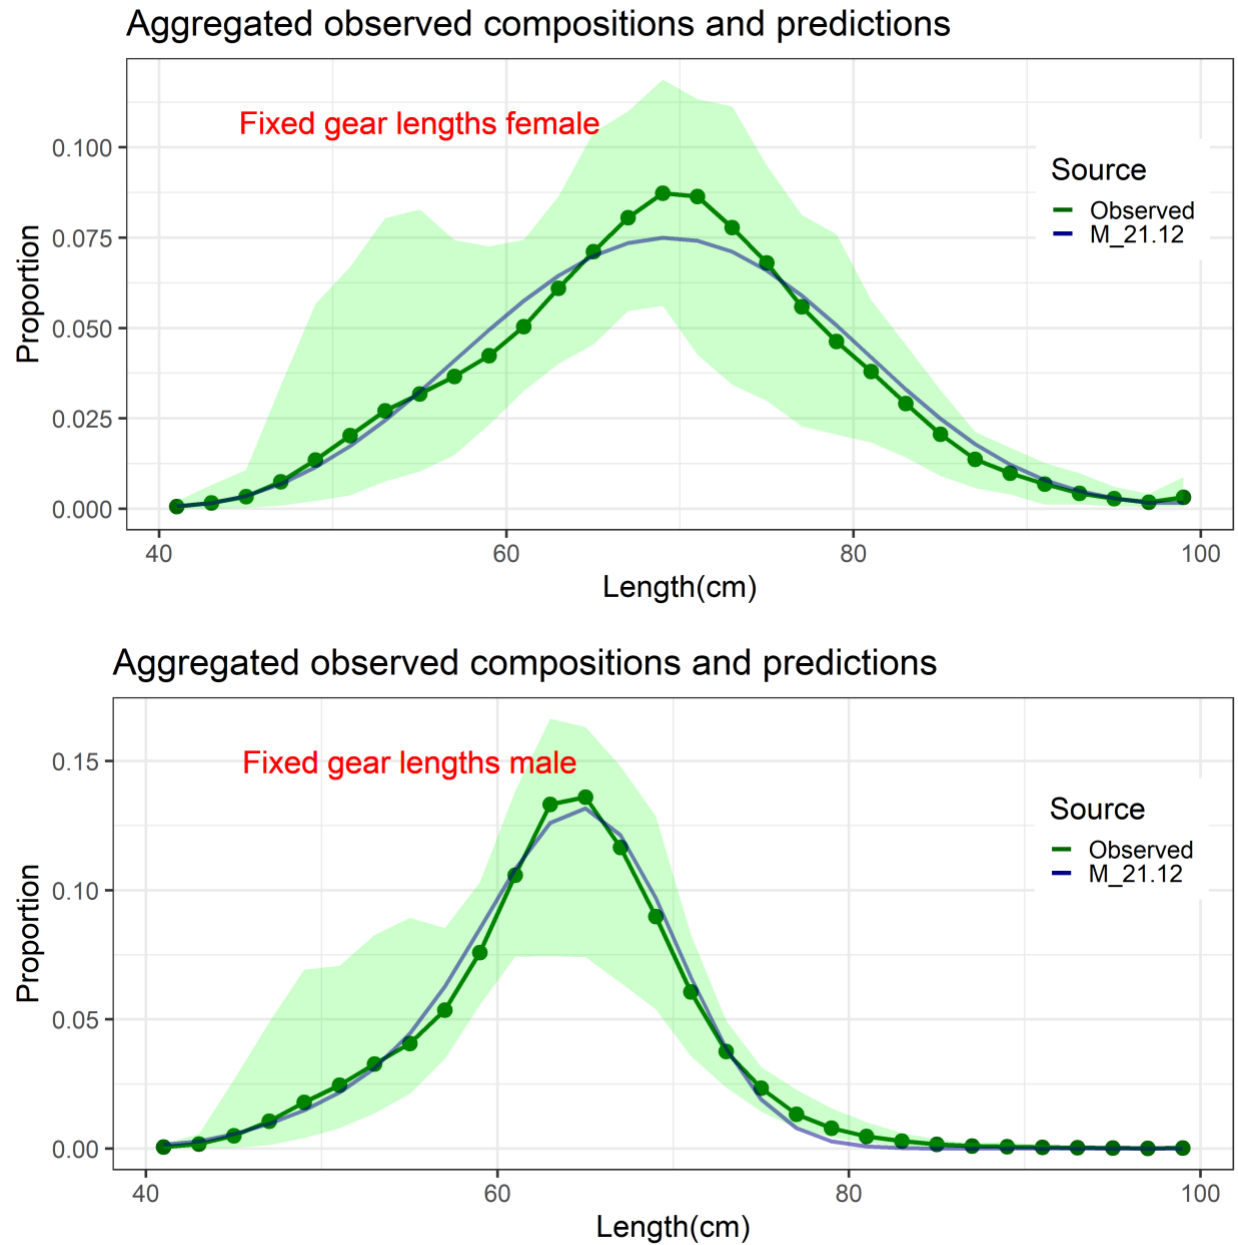 Aggregated observed compositions and predictions
Fixed gear lengths female
0.100
0.075
0.050
0.025
0.000
Proportion
Source
Observed
M_21.12
40 60 80 100
Length(cm)
Aggregated observed compositions and predictions
Fixed gear lengths male
0.15
0.10
0.05
0.00
Proportion
Source
Observed
M_21.12
40 60 80 100
Length(cm)